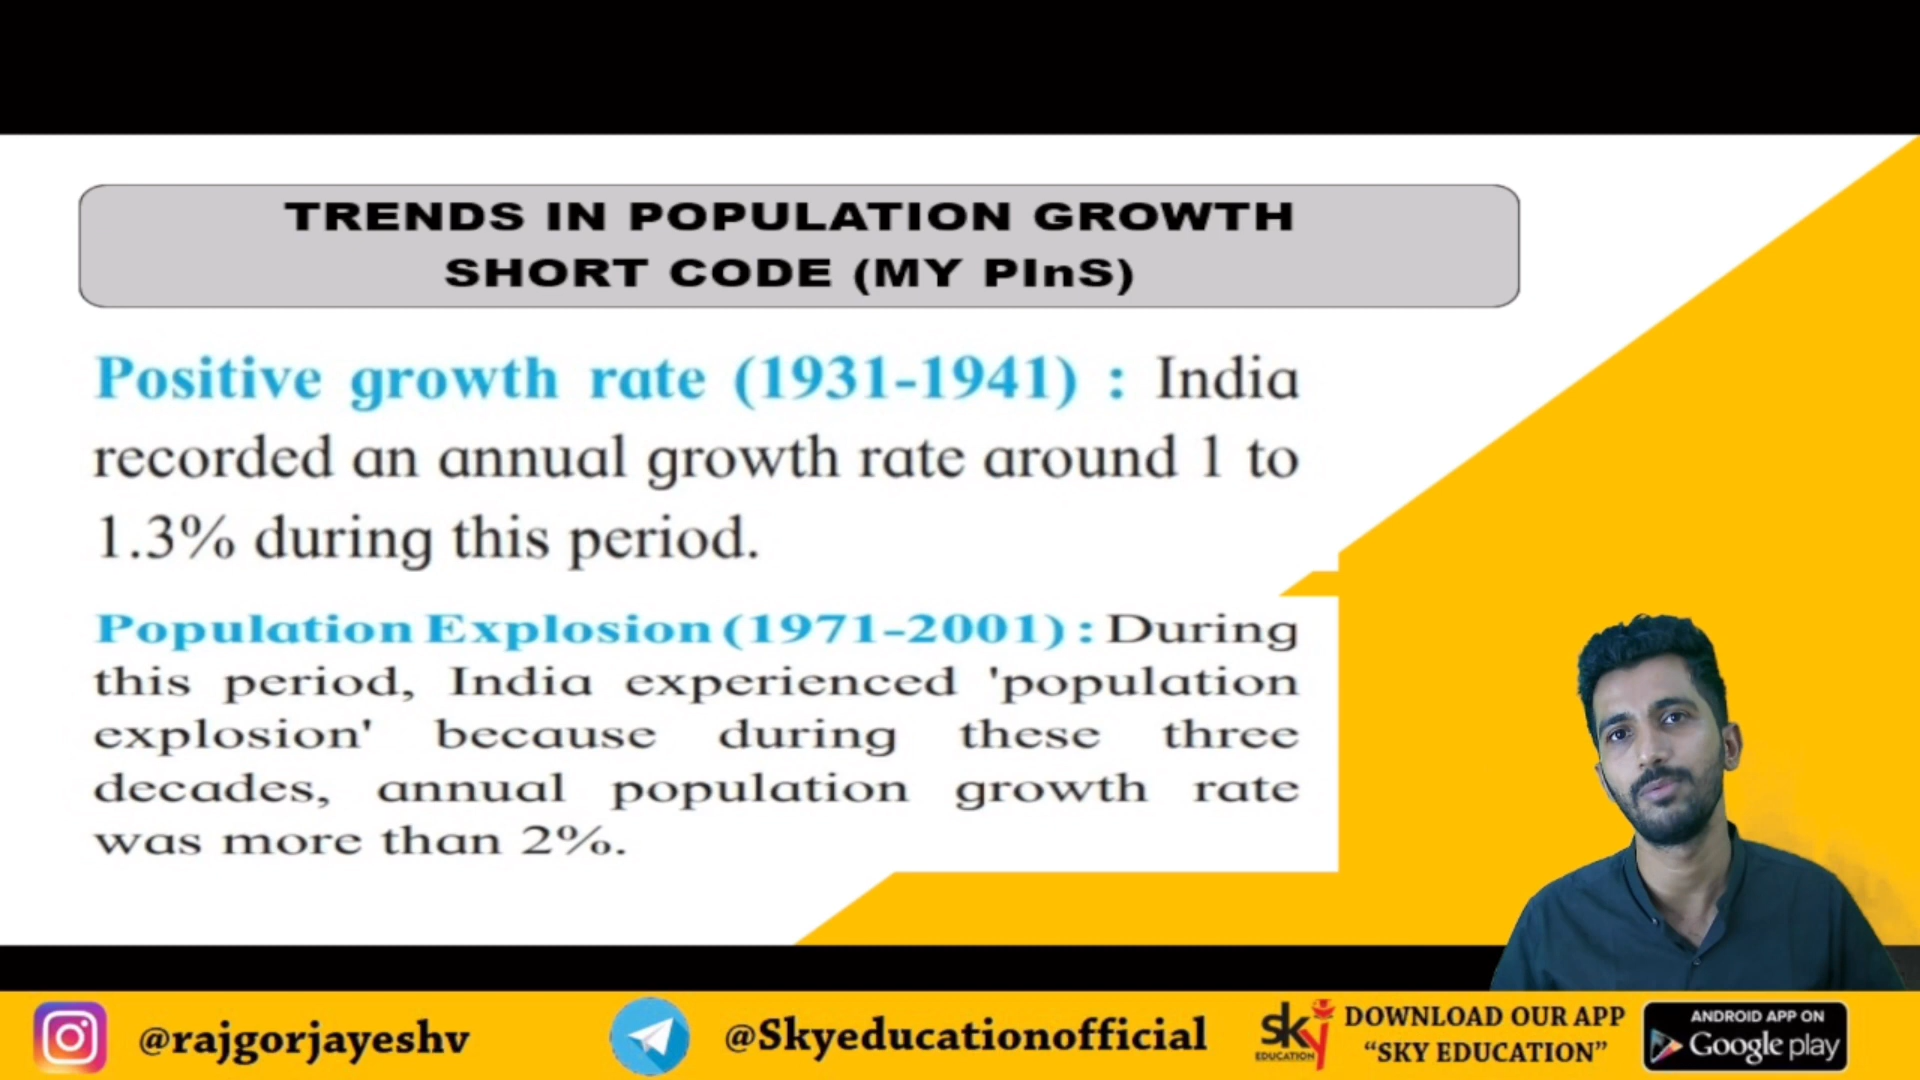 TRENDS IN POPULATION GROWTH
SHORT CODE (MY PInS)
Positive growth rate (1931-1941) : India
recorded an annual growth rate around 1 to
1.3% during this period.
Population Explosion (1971-2001) : During
this period, India experienced 'population
explosion' because during these three
decades, annual population growth rate
was more than 2%.
@rajgorjayeshv
@Skyeducationofficial
sky
EDUCATION
DOWNLOAD OUR APP
“SKY EDUCATION”
ANDROID APP ON
Google play